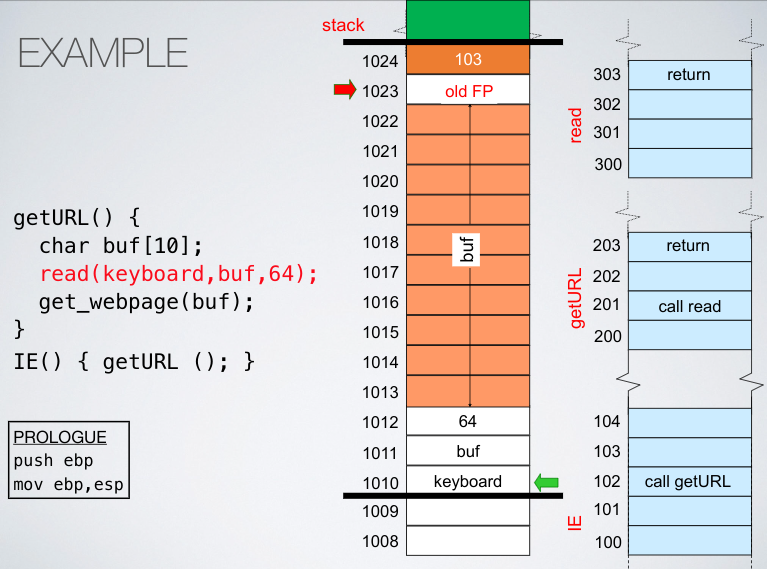 EXAMPLE
getURL() {
char buf[10];
read(keyboard,buf,64);
get_webpage(buf);
}
IE() { getURL (); }
PROLOGUE
push ebp
mov ebp,esp
stack
1024 103
1023 old FP
1022
1021
1020
1019
1018
buf
1017
1016
1015
1014
1013
1012 64
1011 buf
1010 keyboard
1009
1008
read
303 return
302
301
300
getURL
203 return
202
201 call read
200
IE
104
103
102 call getURL
101
100